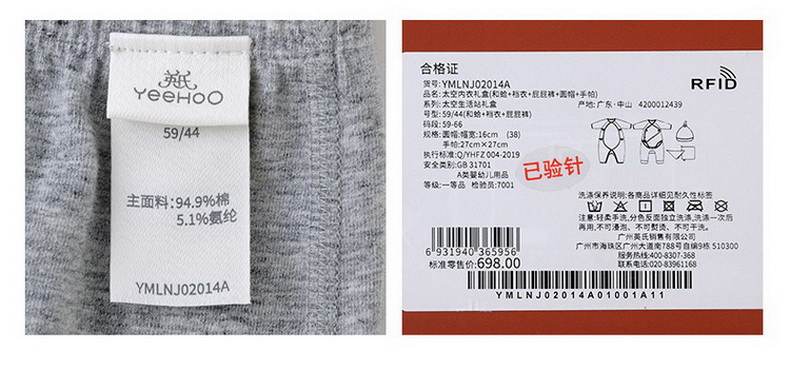 英氏
YeeHoO
59/44
主面料:94.9%棉
5.1%氨纶
YMLNJ02014A
合格证
货号:YMLNJ02014A
品名:太空内衣礼盒(和蛤+裆衣+屁屁裤+圆帽+手帕)
系列:太空生活站礼盒
产地:广东·中山 4200012439
号型:59/44(和蛤+裆衣+屁屁裤)
码段:59-66
规格:圆帽:帽宽:16cm (38)
手帕:27cm×27cm
执行标准:Q/YHFZ 004-2019
安全类别:GB 31701
A类婴幼儿用品
等级:一等品 检验员:7001
RFID
已验针
洗涤保养说明:各商品详细见耐久性标签
注意:轻柔手洗,分色反面独立洗涤,洗涤一次后
再用,不可浸泡、不可熨烫、不可干洗。
广州英氏销售有限公司
广州市海珠区广州大道南788号自编9栋 510300
服务热线:400-8307-368
联系电话:020-83961168
6 931940 365956
标准零售价:698.00
YMLNJ02014A01001A11